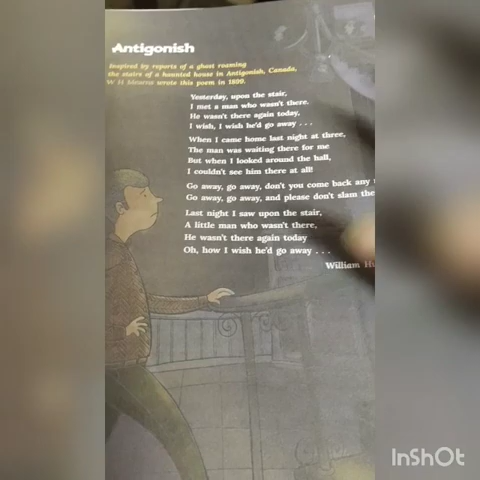 Antigonish
Inspired by reports of a ghost roaming
the stairs of a haunted house in Antigonish, Canada,
W H Mearns wrote this poem in 1899.
Yesterday, upon the stair,
I met a man who wasn't there.
He wasn't there again today,
I wish, I wish he'd go away . . .
When I came home last night at three,
The man was waiting there for me
But when I looked around the hall,
I couldn't see him there at all!
Go away, go away, don't you come back any
Go away, go away, and please don't slam the
Last night I saw upon the stair,
A little man who wasn't there,
He wasn't there again today
Oh, how I wish he'd go away . . .
William
InShOt